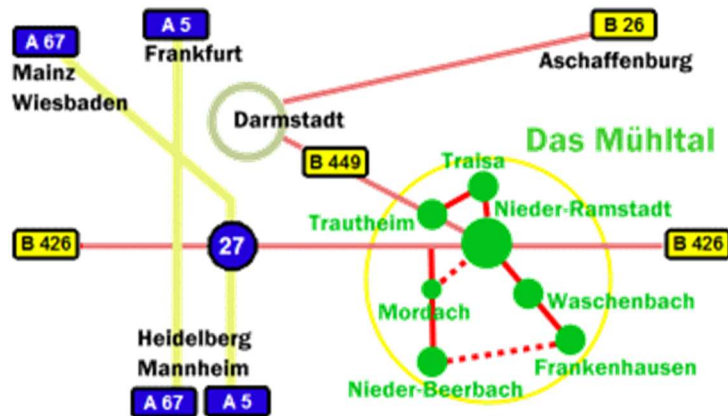 A 67
A 5
B 26
Frankfurt
Mainz
Wiesbaden
Aschaffenburg
Darmstadt
Das Mühltal
B 449
Traisa
Trautheim
Nieder-Ramstadt
B 426
27
B 426
Mordach
Waschenbach
Heidelberg
Mannheim
Frankenhausen
Nieder-Beerbach
A 67
A 5